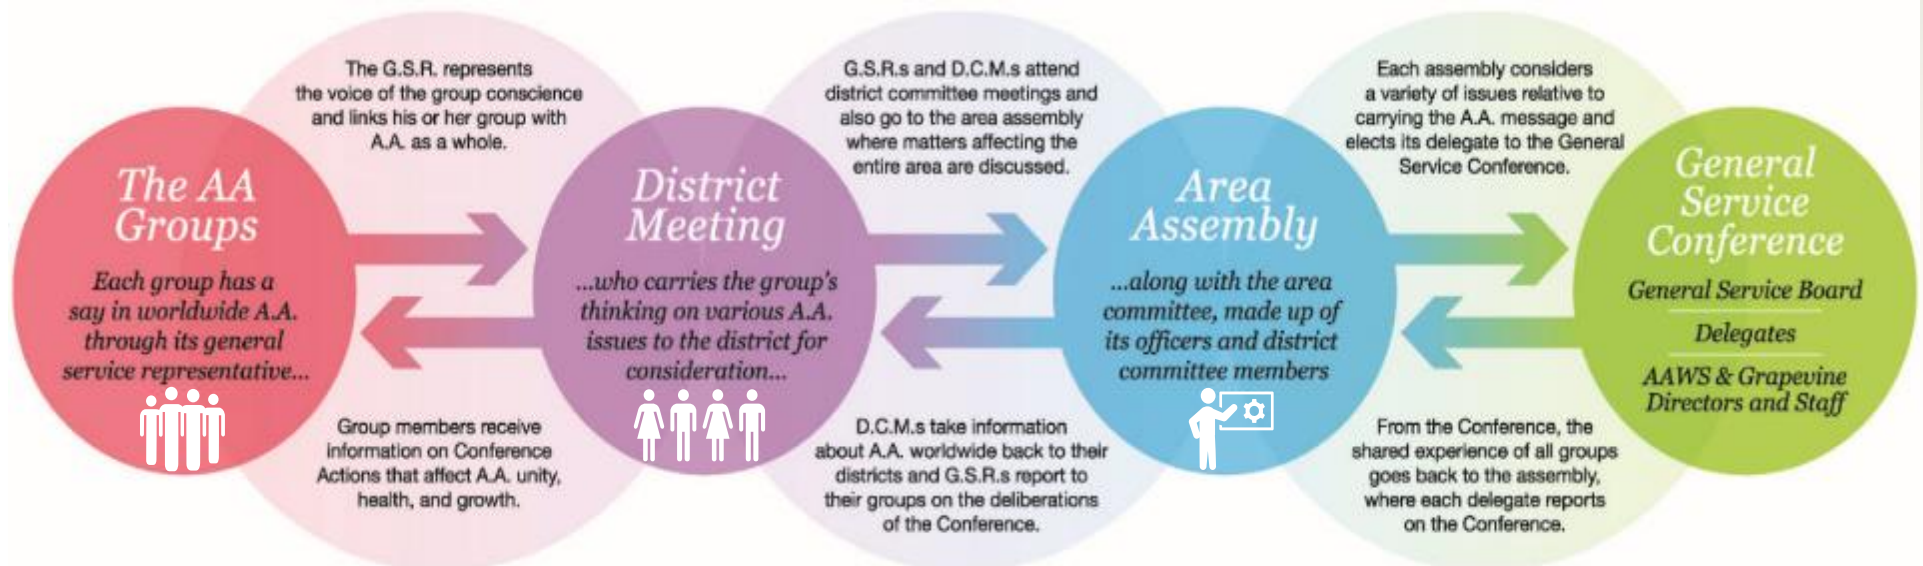 The G.S.R. represents
the voice of the group conscience
and links his or her group with
A.A. as a whole.
G.S.R.s and D.C.M.s attend
district committee meetings and
also go to the area assembly
where matters affecting the
entire area are discussed.
Each assembly considers
a variety of issues relative to
carrying the A.A. message and
elects its delegate to the General
Service Conference.
The AA
Groups
Each group has a
say in worldwide A.A.
through its general
service representative...
District
Meeting
...who carries the group's
thinking on various A.A.
issues to the district for
consideration...
Area
Assembly
...along with the area
committee, made up of
its officers and district
committee members
General
Service
Conference
General Service Board
Delegates
AAWS & Grapevine
Directors and Staff
Group members receive
information on Conference
Actions that affect A.A. unity,
health, and growth.
D.C.M.s take information
about A.A. worldwide back to their
districts and G.S.R.s report to
their groups on the deliberations
of the Conference.
From the Conference, the
shared experience of all groups
goes back to the assembly,
where each delegate reports
on the Conference.